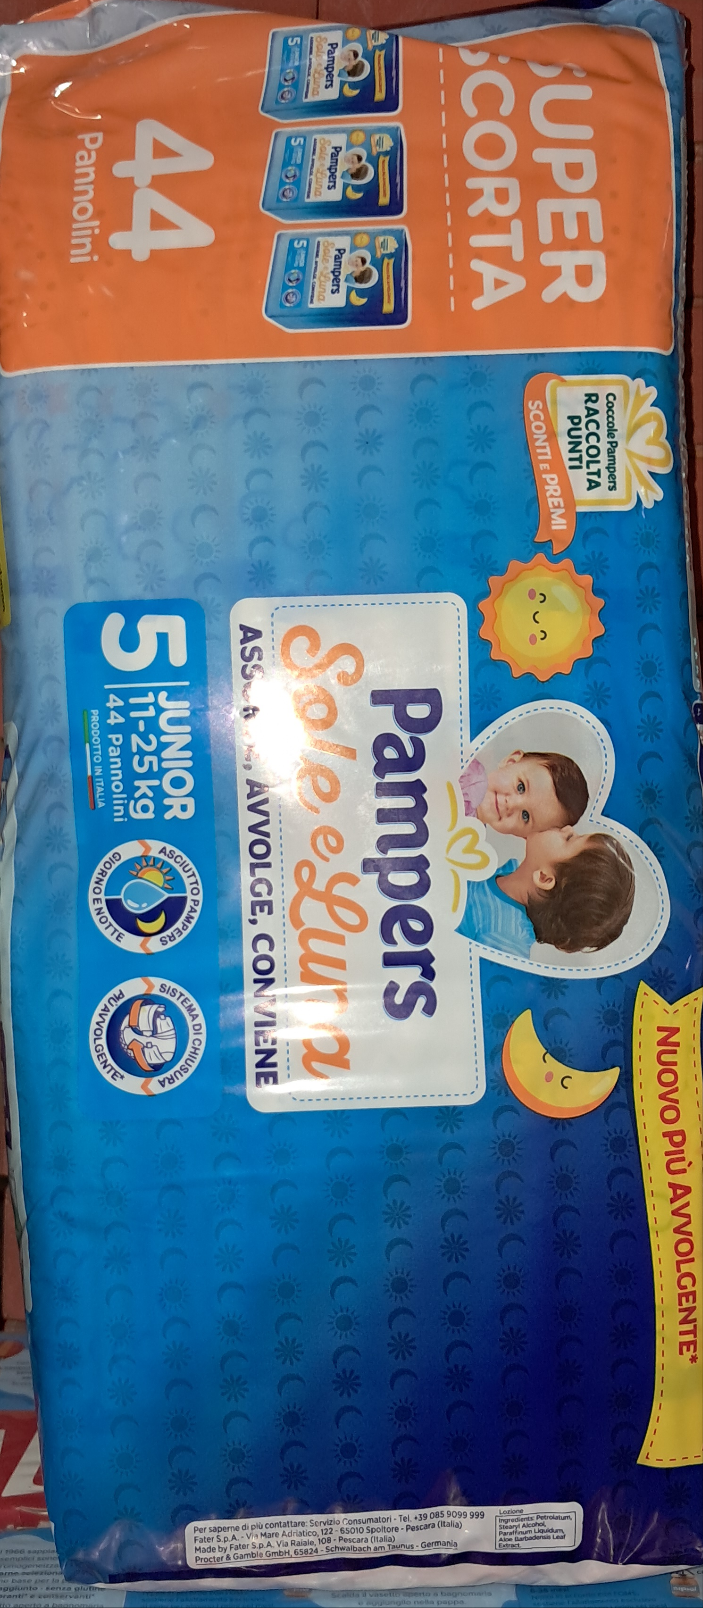 SUPER
SCORTA
44
Pannolini
Coccole Pampers
RACCOLTA
PUNTI
SCONTI E PREMI
NUOVO PIÙ AVVOLGENTE*
Pampers
Sole e Luna
AVVOLGE, CONVIENE
5
JUNIOR
11-25 kg
44 Pannolini
PRODOTTO IN ITALIA
ASCIUTTO PAMPERS
GIORNO E NOTTE
SISTEMA DI CHIUSURA
PIÙ AVVOLGENTE*
Per saperne di più contattare: Servizio Consumatori - Tel. +39 085 9099 999
Fater S.p.A. - Via Mare Adriatico, 122 - 65010 Spoltore - Pescara (Italia)
Made by Fater S.p.A. Via Raiale, 108 - Pescara (Italia)
Procter & Gamble GmbH, 65824 - Schwalbach am Taunus - Germania
Lozione
Ingredients: Petrolatum,
Stearyl Alcohol,
Paraffinum Liquidum,
Aloe Barbadensis Leaf
Extract.